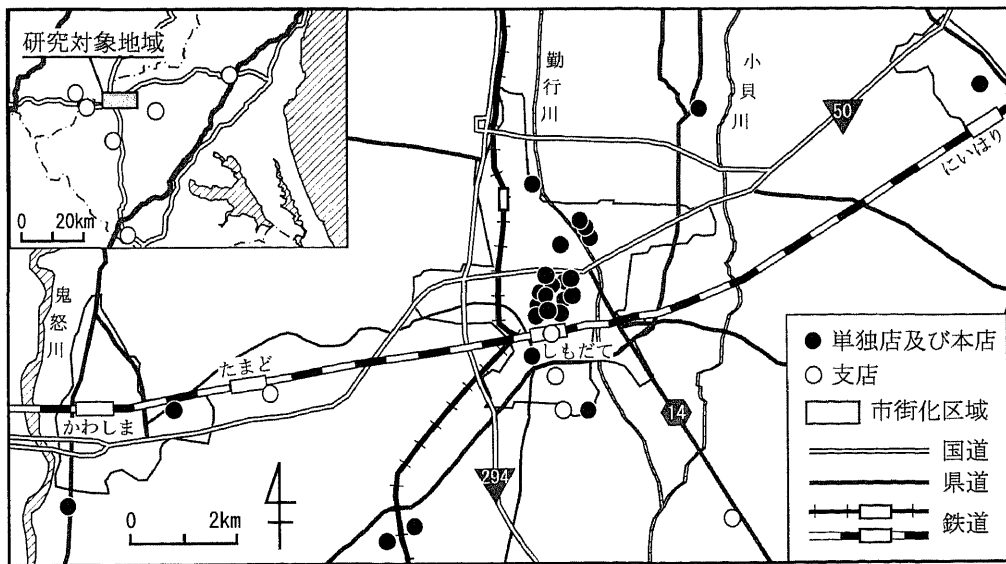 研究対象地域
0 20km
勤行川
小貝川
50
にいはり
鬼怒川
たまど
しもだて
かわしま
14
294
0 2km
単独店及び本店
支店
市街化区域
国道
県道
鉄道